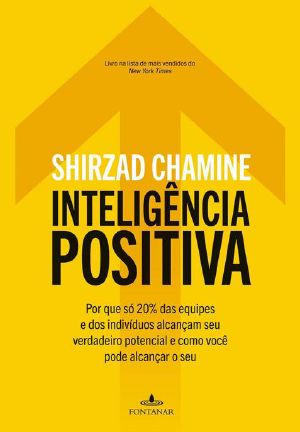 Livro na lista de mais vendidos do
New York Times
SHIRZAD CHAMINE
INTELIGÊNCIA
POSITIVA
Por que só 20% das equipes
e dos indivíduos alcançam seu
verdadeiro potencial e como você
pode alcançar o seu
FONTANAR